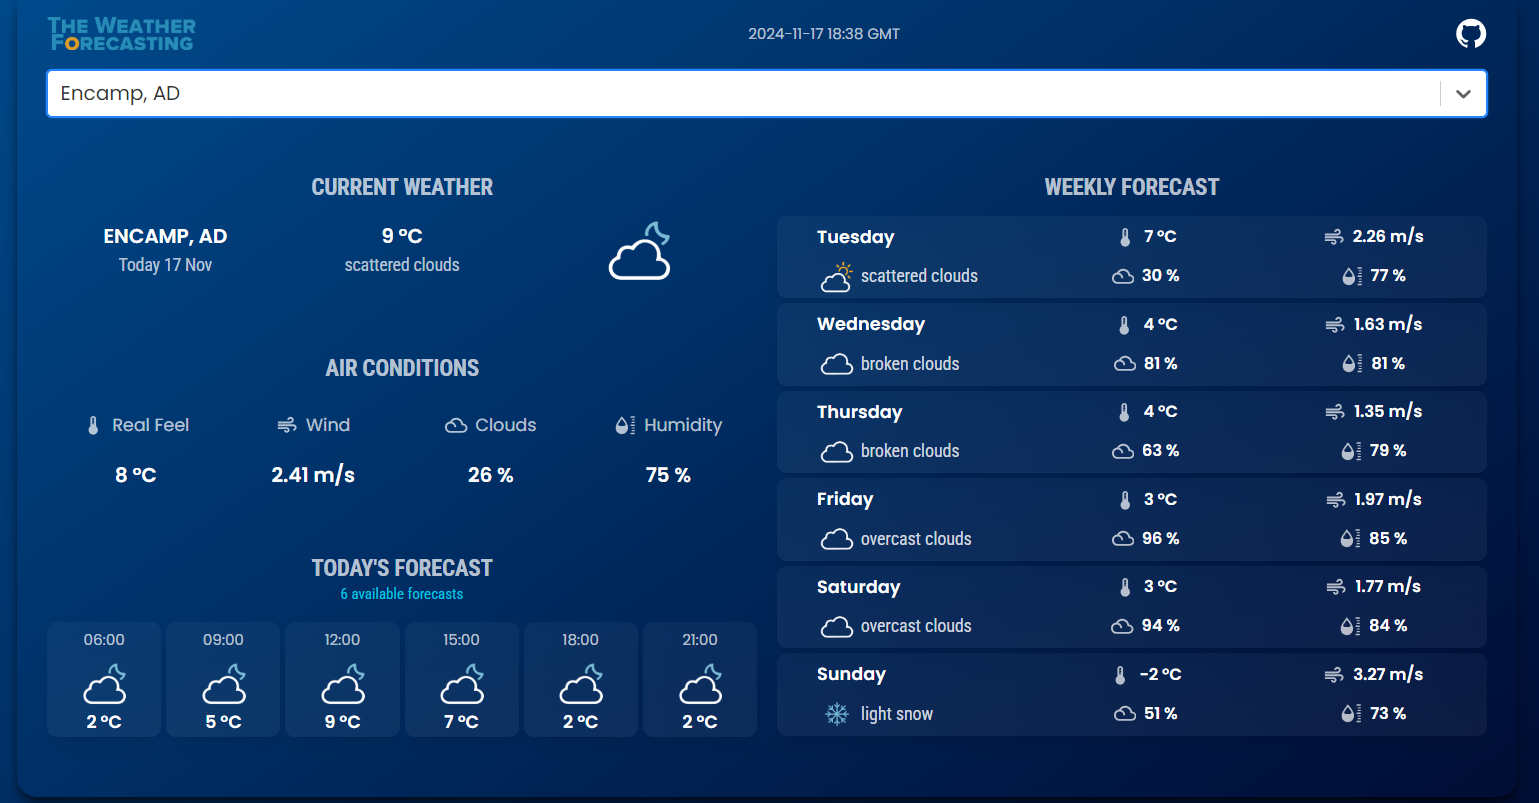 THE WEATHER
FORECASTING
2024-11-17 18:38 GMT
Encamp, AD
CURRENT WEATHER
ENCAMP, AD
Today 17 Nov
9 °C
scattered clouds
AIR CONDITIONS
Real Feel
8 °C
Wind
2.41 m/s
Clouds
26 %
Humidity
75 %
TODAY'S FORECAST
6 available forecasts
06:00
2 °C
09:00
5 °C
12:00
9 °C
15:00
7 °C
18:00
2 °C
21:00
2 °C
WEEKLY FORECAST
Tuesday 7 °C 2.26 m/s
scattered clouds 30 % 77 %
Wednesday 4 °C 1.63 m/s
broken clouds 81 % 81 %
Thursday 4 °C 1.35 m/s
broken clouds 63 % 79 %
Friday 3 °C 1.97 m/s
overcast clouds 96 % 85 %
Saturday 3 °C 1.77 m/s
overcast clouds 94 % 84 %
Sunday -2 °C 3.27 m/s
light snow 51 % 73 %